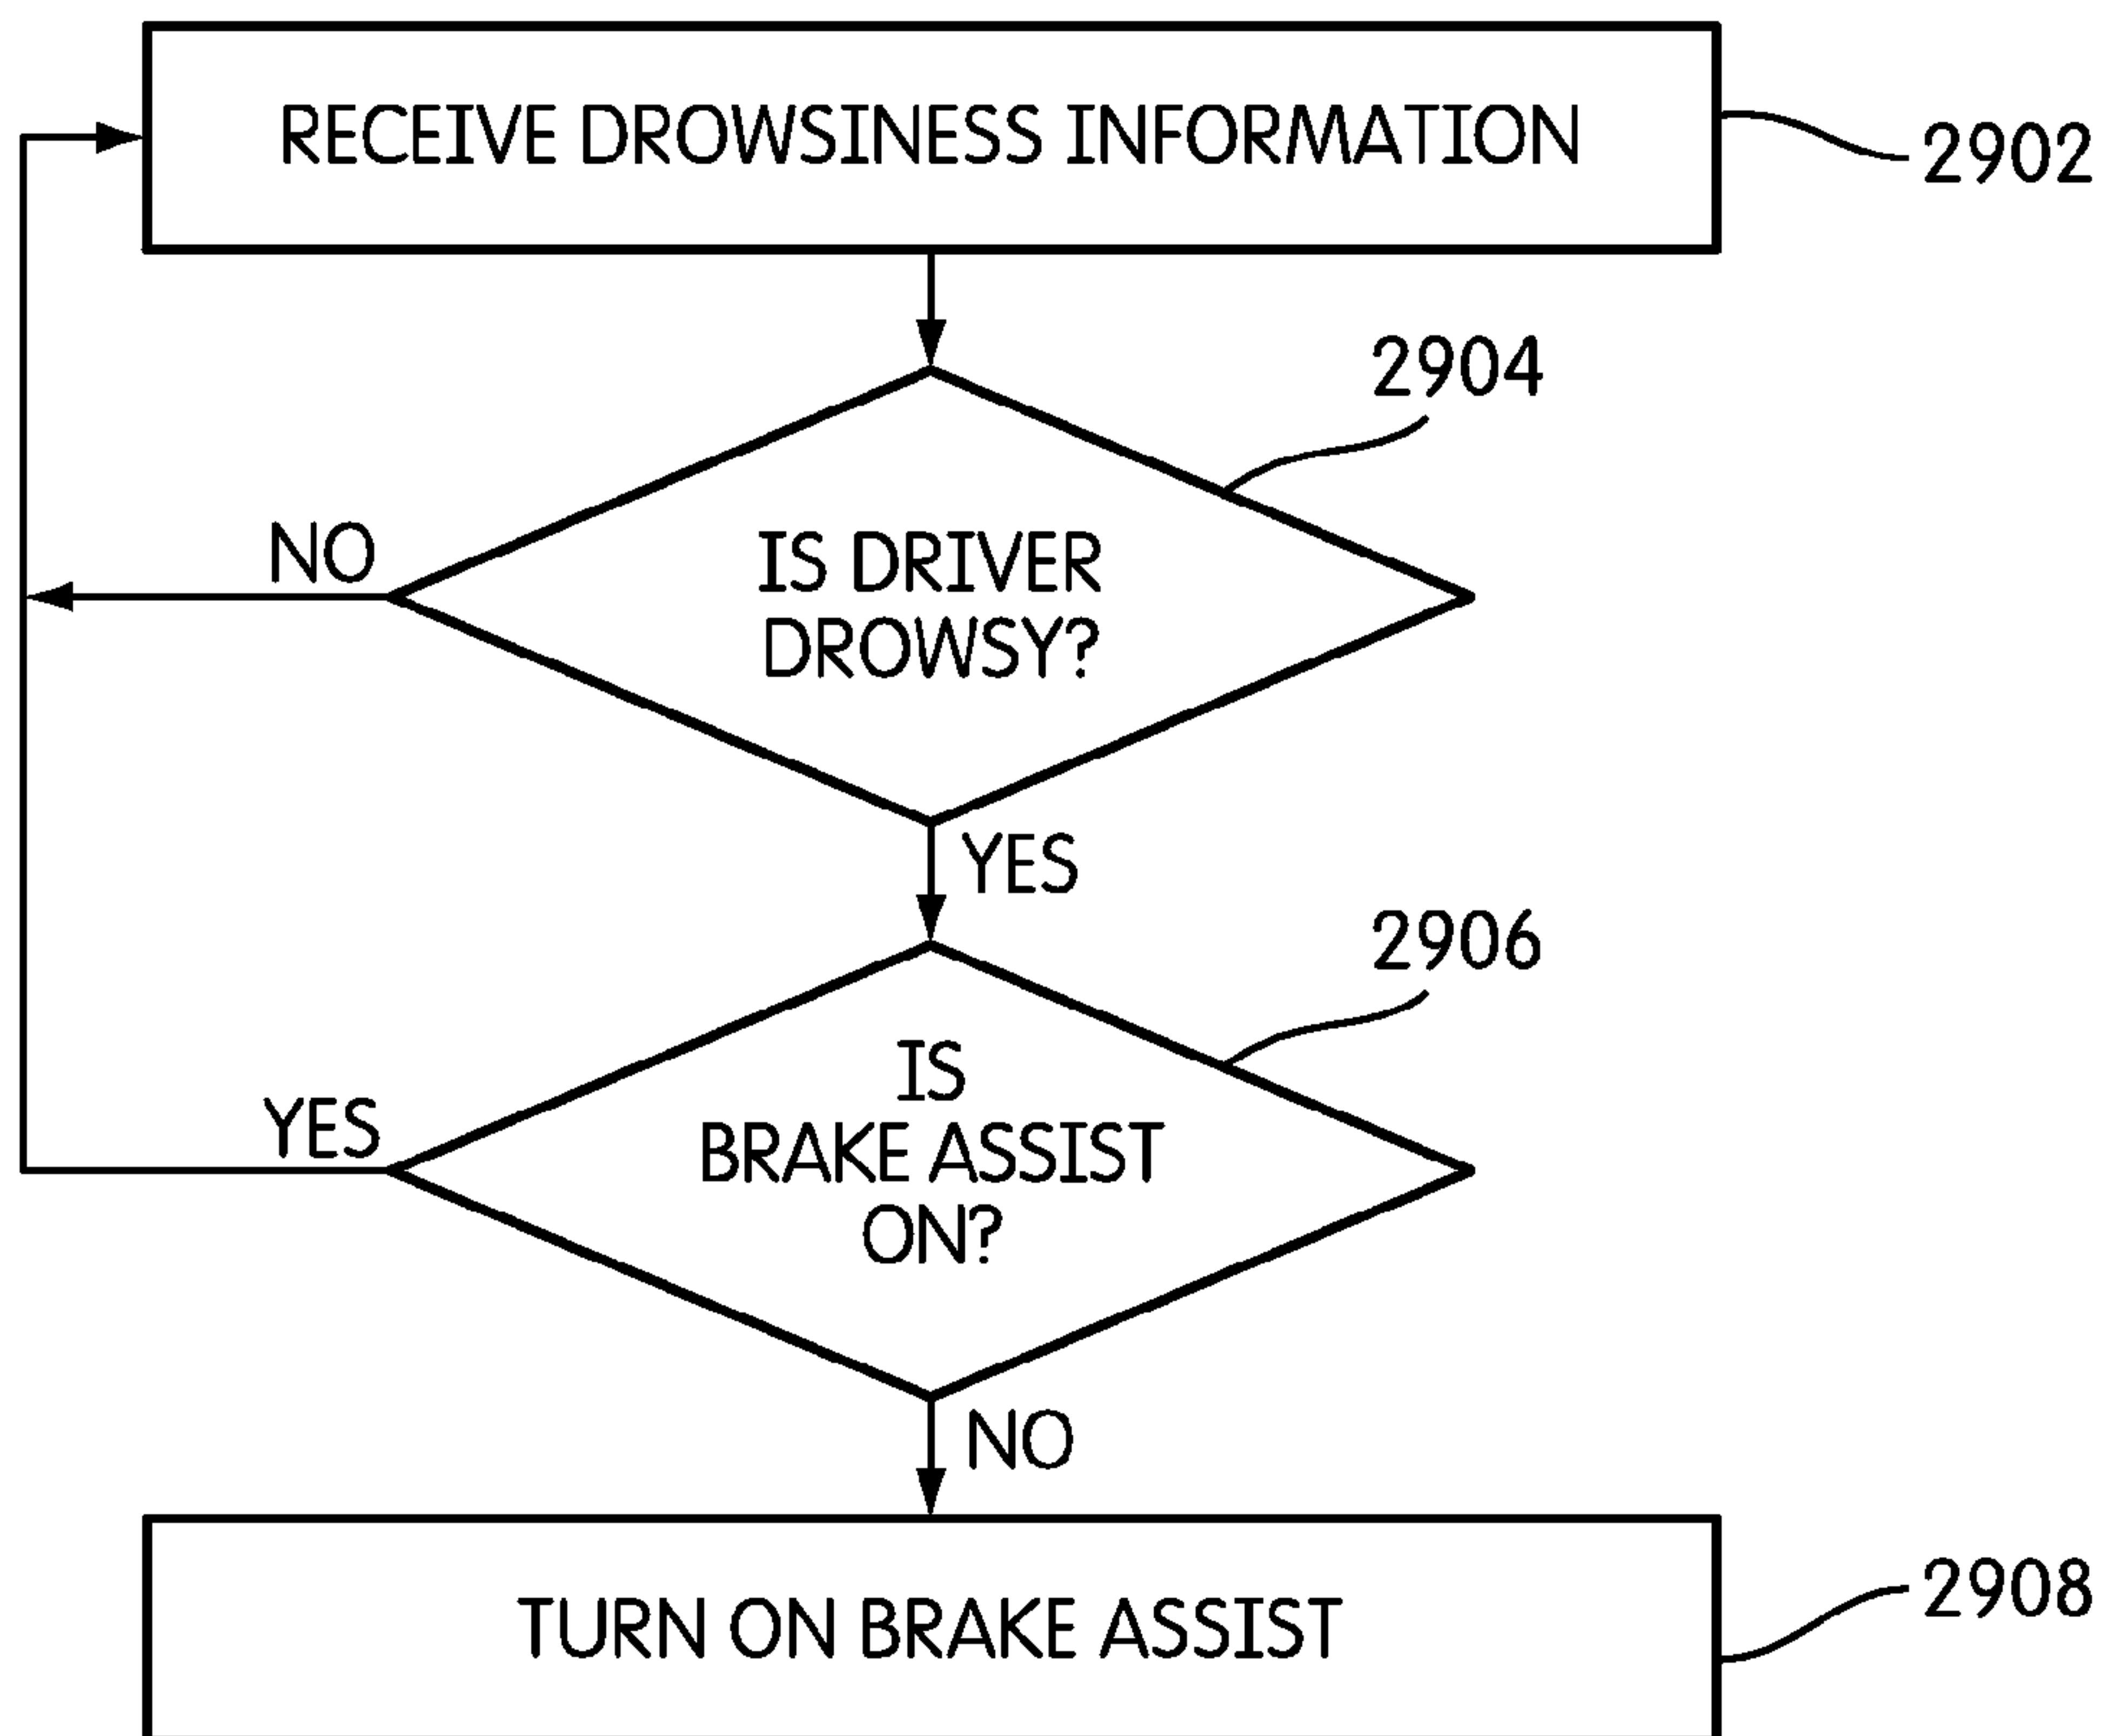 RECEIVE DROWSINESS INFORMATION
2902
2904
IS DRIVER
DROWSY?
NO
YES
2906
IS
BRAKE ASSIST
ON?
YES
NO
TURN ON BRAKE ASSIST
2908